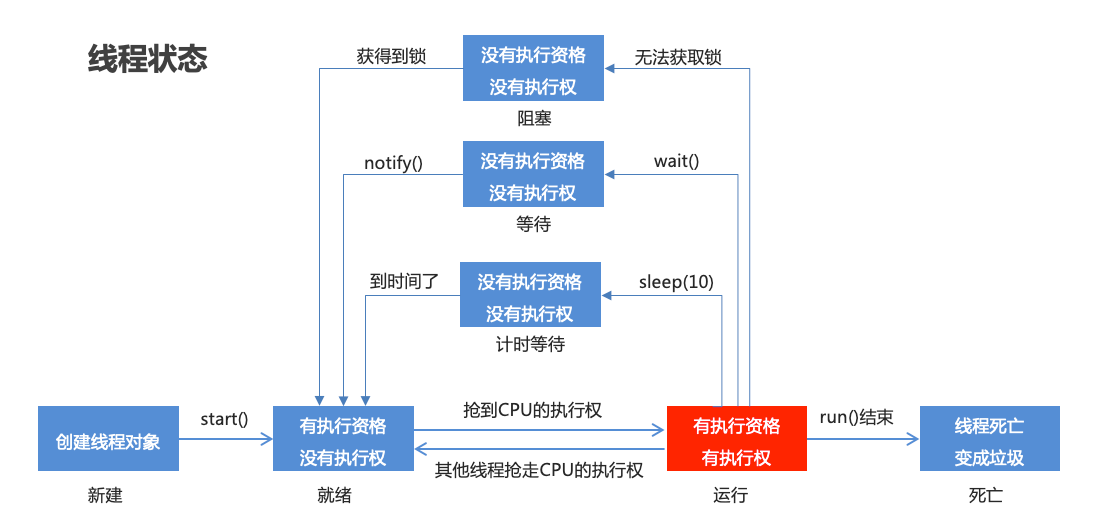 线程状态
获得到锁
没有执行资格
没有执行权
无法获取锁
阻塞
notify()
没有执行资格
没有执行权
wait()
等待
到时间了
没有执行资格
没有执行权
sleep(10)
计时等待
创建线程对象
新建
start()
有执行资格
没有执行权
就绪
抢到CPU的执行权
其他线程抢走CPU的执行权
有执行资格
有执行权
运行
run()结束
线程死亡
变成垃圾
死亡